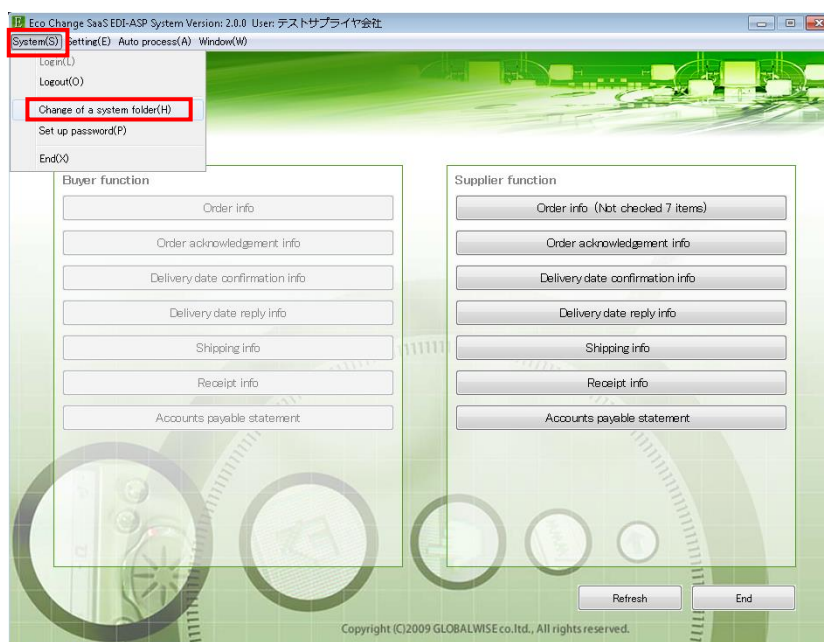 Eco Change SaaS EDI-ASP System Version: 2.0.0 User: テストサプライヤ会社
System(S) Setting(E) Auto process(A) Window(W)
Login(L)
Logout(O)
Change of a system folder(H)
Set up password(P)
End(X)
Buyer function
Order info
Order acknowledgement info
Delivery date confirmation info
Delivery date reply info
Shipping info
Receipt info
Accounts payable statement
Supplier function
Order info (Not checked 7 items)
Order acknowledgement info
Delivery date confirmation info
Delivery date reply info
Shipping info
Receipt info
Accounts payable statement
Refresh
End
Copyright (C)2009 GLOBALWISE co.ltd., All rights reserved.